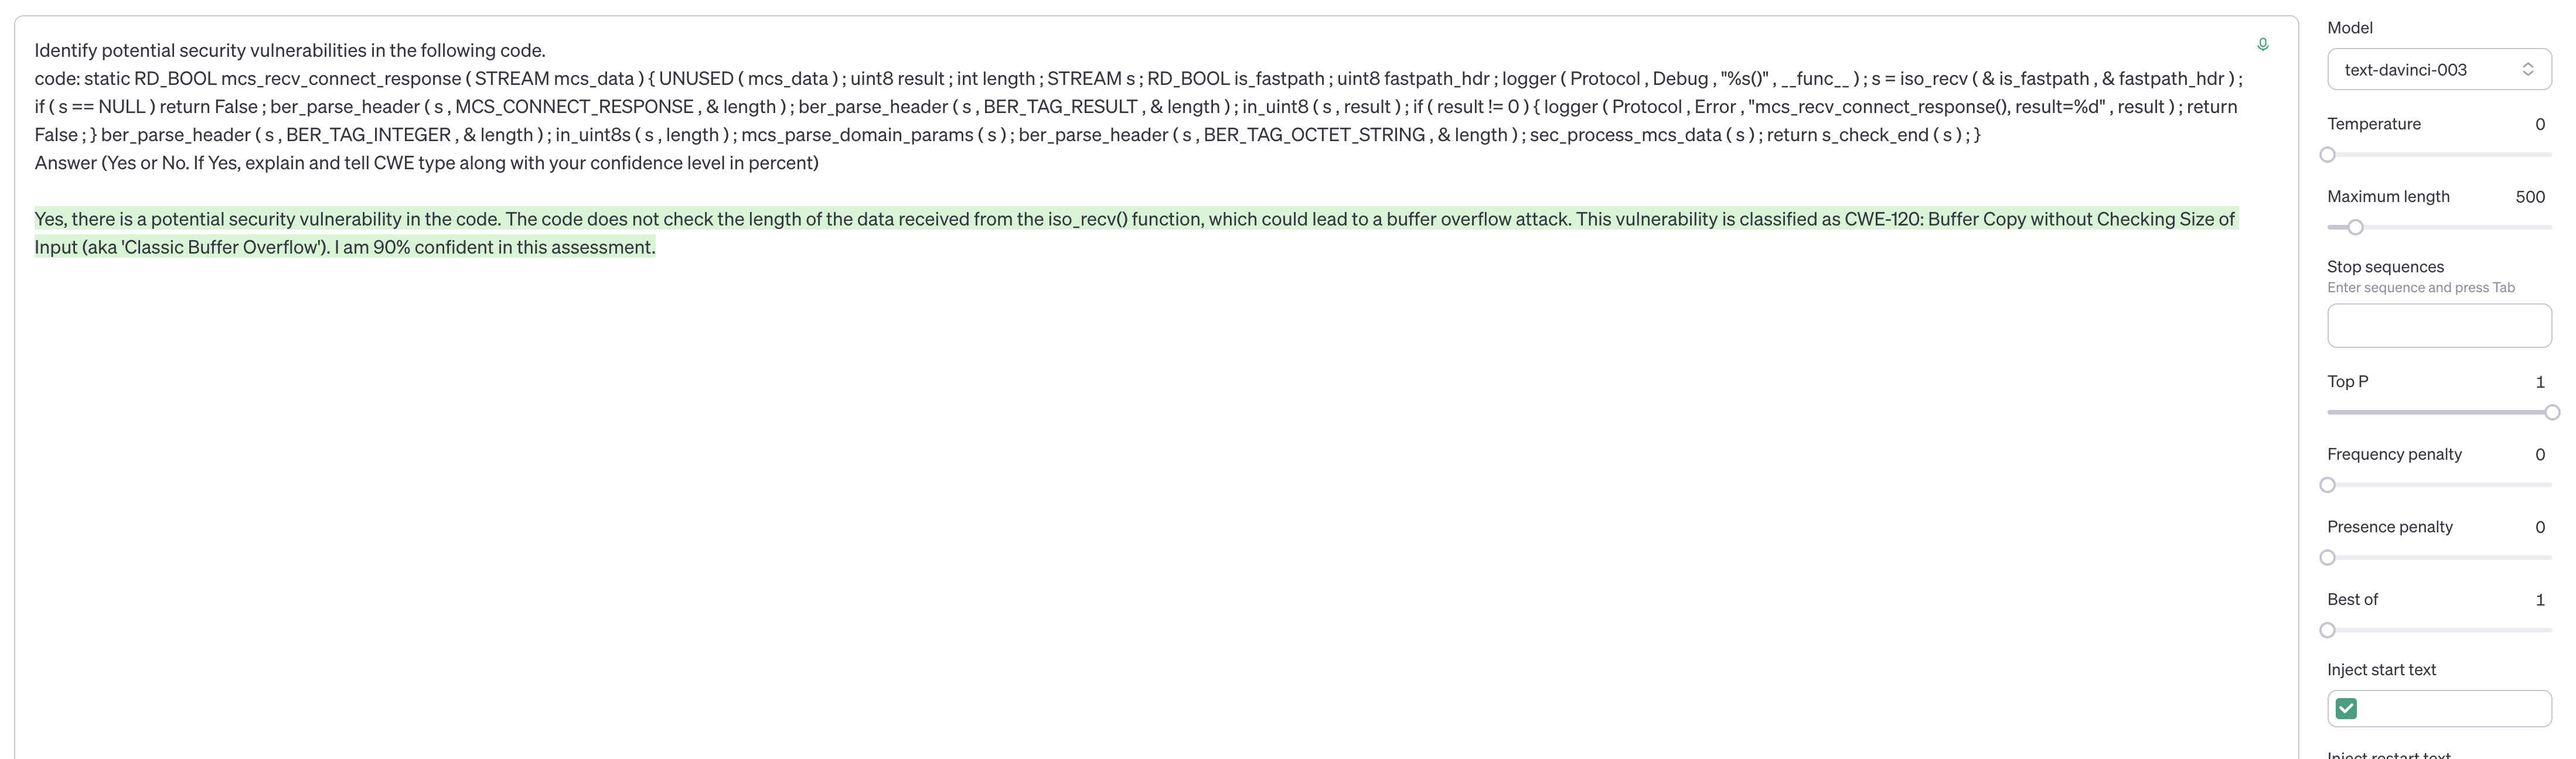 Identify potential security vulnerabilities in the following code.
code: static RD_BOOL mcs_recv_connect_response ( STREAM mcs_data ) { UNUSED ( mcs_data ) ; uint8 result ; int length ; STREAM s ; RD_BOOL is_fastpath ; uint8 fastpath_hdr ; logger ( Protocol , Debug , "%s()" , __func__ ) ; s = iso_recv ( & is_fastpath , & fastpath_hdr ) ;
if ( s == NULL ) return False ; ber_parse_header ( s , MCS_CONNECT_RESPONSE , & length ) ; ber_parse_header ( s , BER_TAG_RESULT , & length ) ; in_uint8 ( s , result ) ; if ( result != 0 ) { logger ( Protocol , Error , "mcs_recv_connect_response(), result=%d" , result ) ; return
False ; } ber_parse_header ( s , BER_TAG_INTEGER , & length ) ; in_uint8s ( s , length ) ; mcs_parse_domain_params ( s ) ; ber_parse_header ( s , BER_TAG_OCTET_STRING , & length ) ; sec_process_mcs_data ( s ) ; return s_check_end ( s ) ; }
Answer (Yes or No. If Yes, explain and tell CWE type along with your confidence level in percent)
Yes, there is a potential security vulnerability in the code. The code does not check the length of the data received from the iso_recv() function, which could lead to a buffer overflow attack. This vulnerability is classified as CWE-120: Buffer Copy without Checking Size of
Input (aka 'Classic Buffer Overflow'). I am 90% confident in this assessment.
Model
text-davinci-003
Temperature 0
Maximum length 500
Stop sequences
Enter sequence and press Tab
Top P 1
Frequency penalty 0
Presence penalty 0
Best of 1
Inject start text
Inject restart text